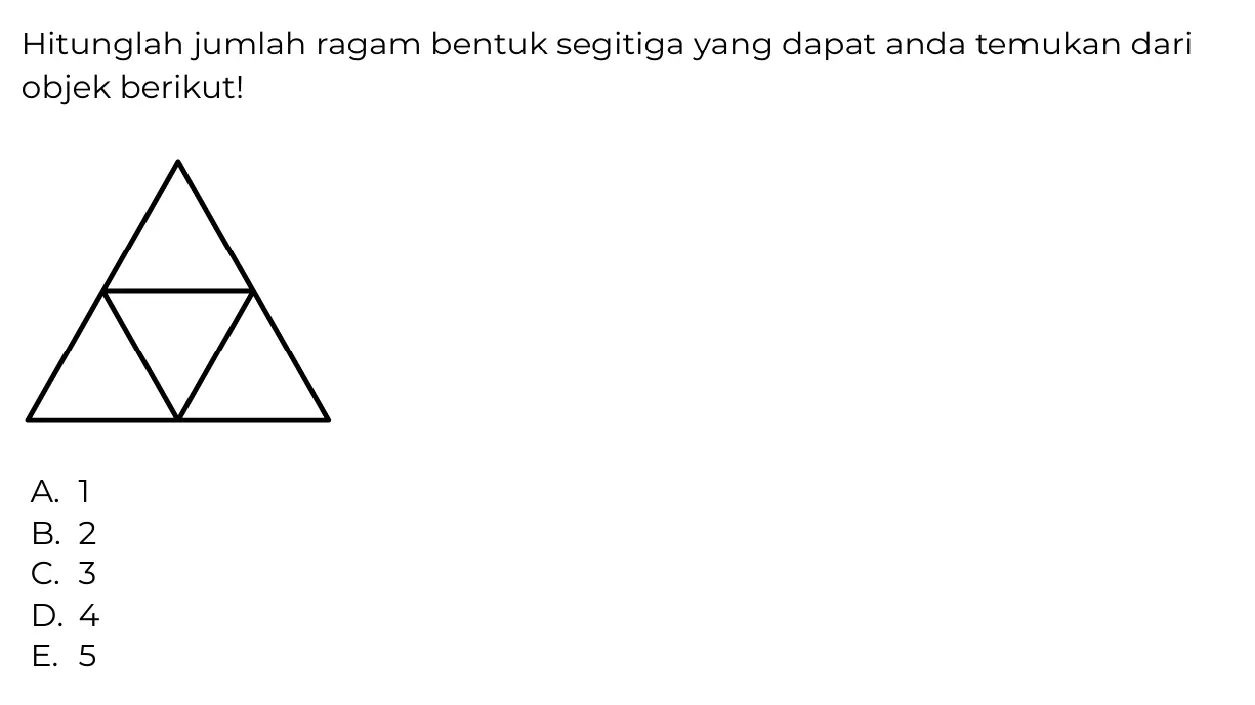 Hitunglah jumlah ragam bentuk segitiga yang dapat anda temukan dari
objek berikut!
A. 1
B. 2
C. 3
D. 4
E. 5